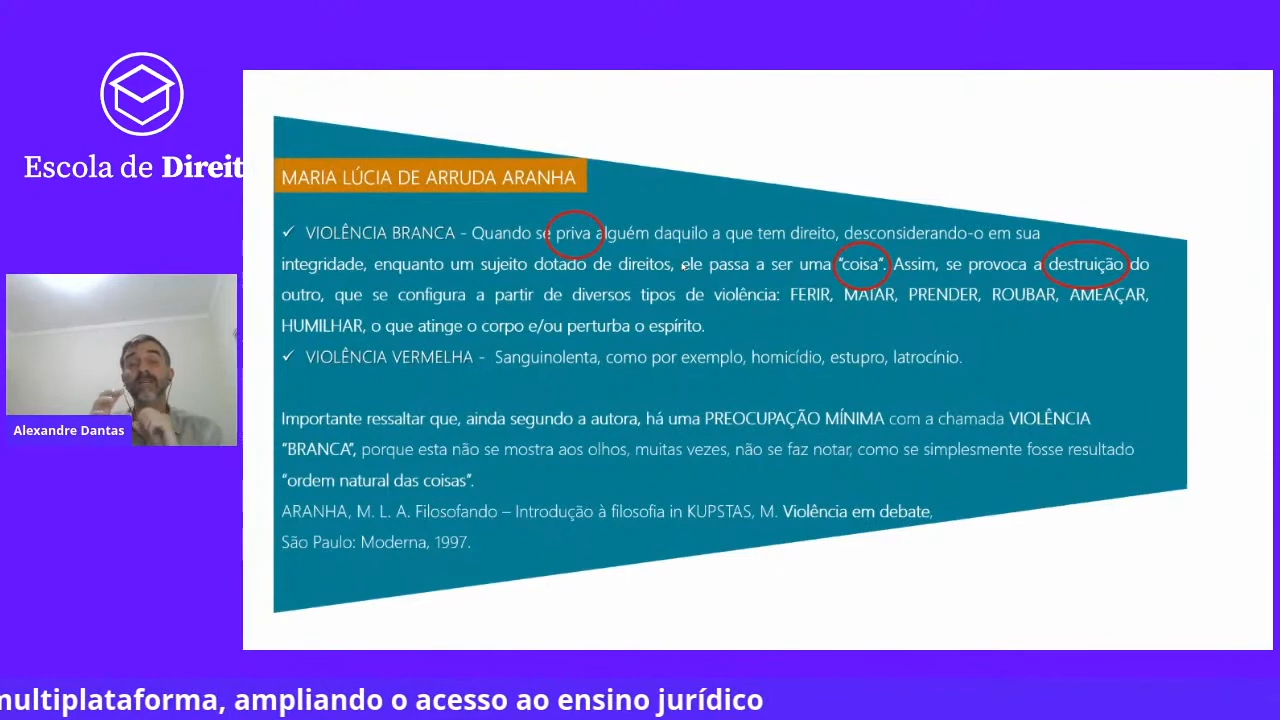 Escola de Direit
MARIA LÚCIA DE ARRUDA ARANHA
✓ VIOLÊNCIA BRANCA - Quando se priva alguém daquilo a que tem direito, desconsiderando-o em sua
integridade, enquanto um sujeito dotado de direitos, ele passa a ser uma “coisa”. Assim, se provoca a destruição do
outro, que se configura a partir de diversos tipos de violência: FERIR, MATAR, PRENDER, ROUBAR, AMEAÇAR,
HUMILHAR, o que atinge o corpo e/ou perturba o espírito.
✓ VIOLÊNCIA VERMELHA - Sanguinolenta, como por exemplo, homicídio, estupro, latrocínio.
Importante ressaltar que, ainda segundo a autora, há uma PREOCUPAÇÃO MÍNIMA com a chamada VIOLÊNCIA
“BRANCA”, porque esta não se mostra aos olhos, muitas vezes, não se faz notar, como se simplesmente fosse resultado
“ordem natural das coisas”.
ARANHA, M. L. A. Filosofando – Introdução à filosofia in KUPSTAS, M. Violência em debate,
São Paulo: Moderna, 1997.
Alexandre Dantas
multiplataforma, ampliando o acesso ao ensino jurídico